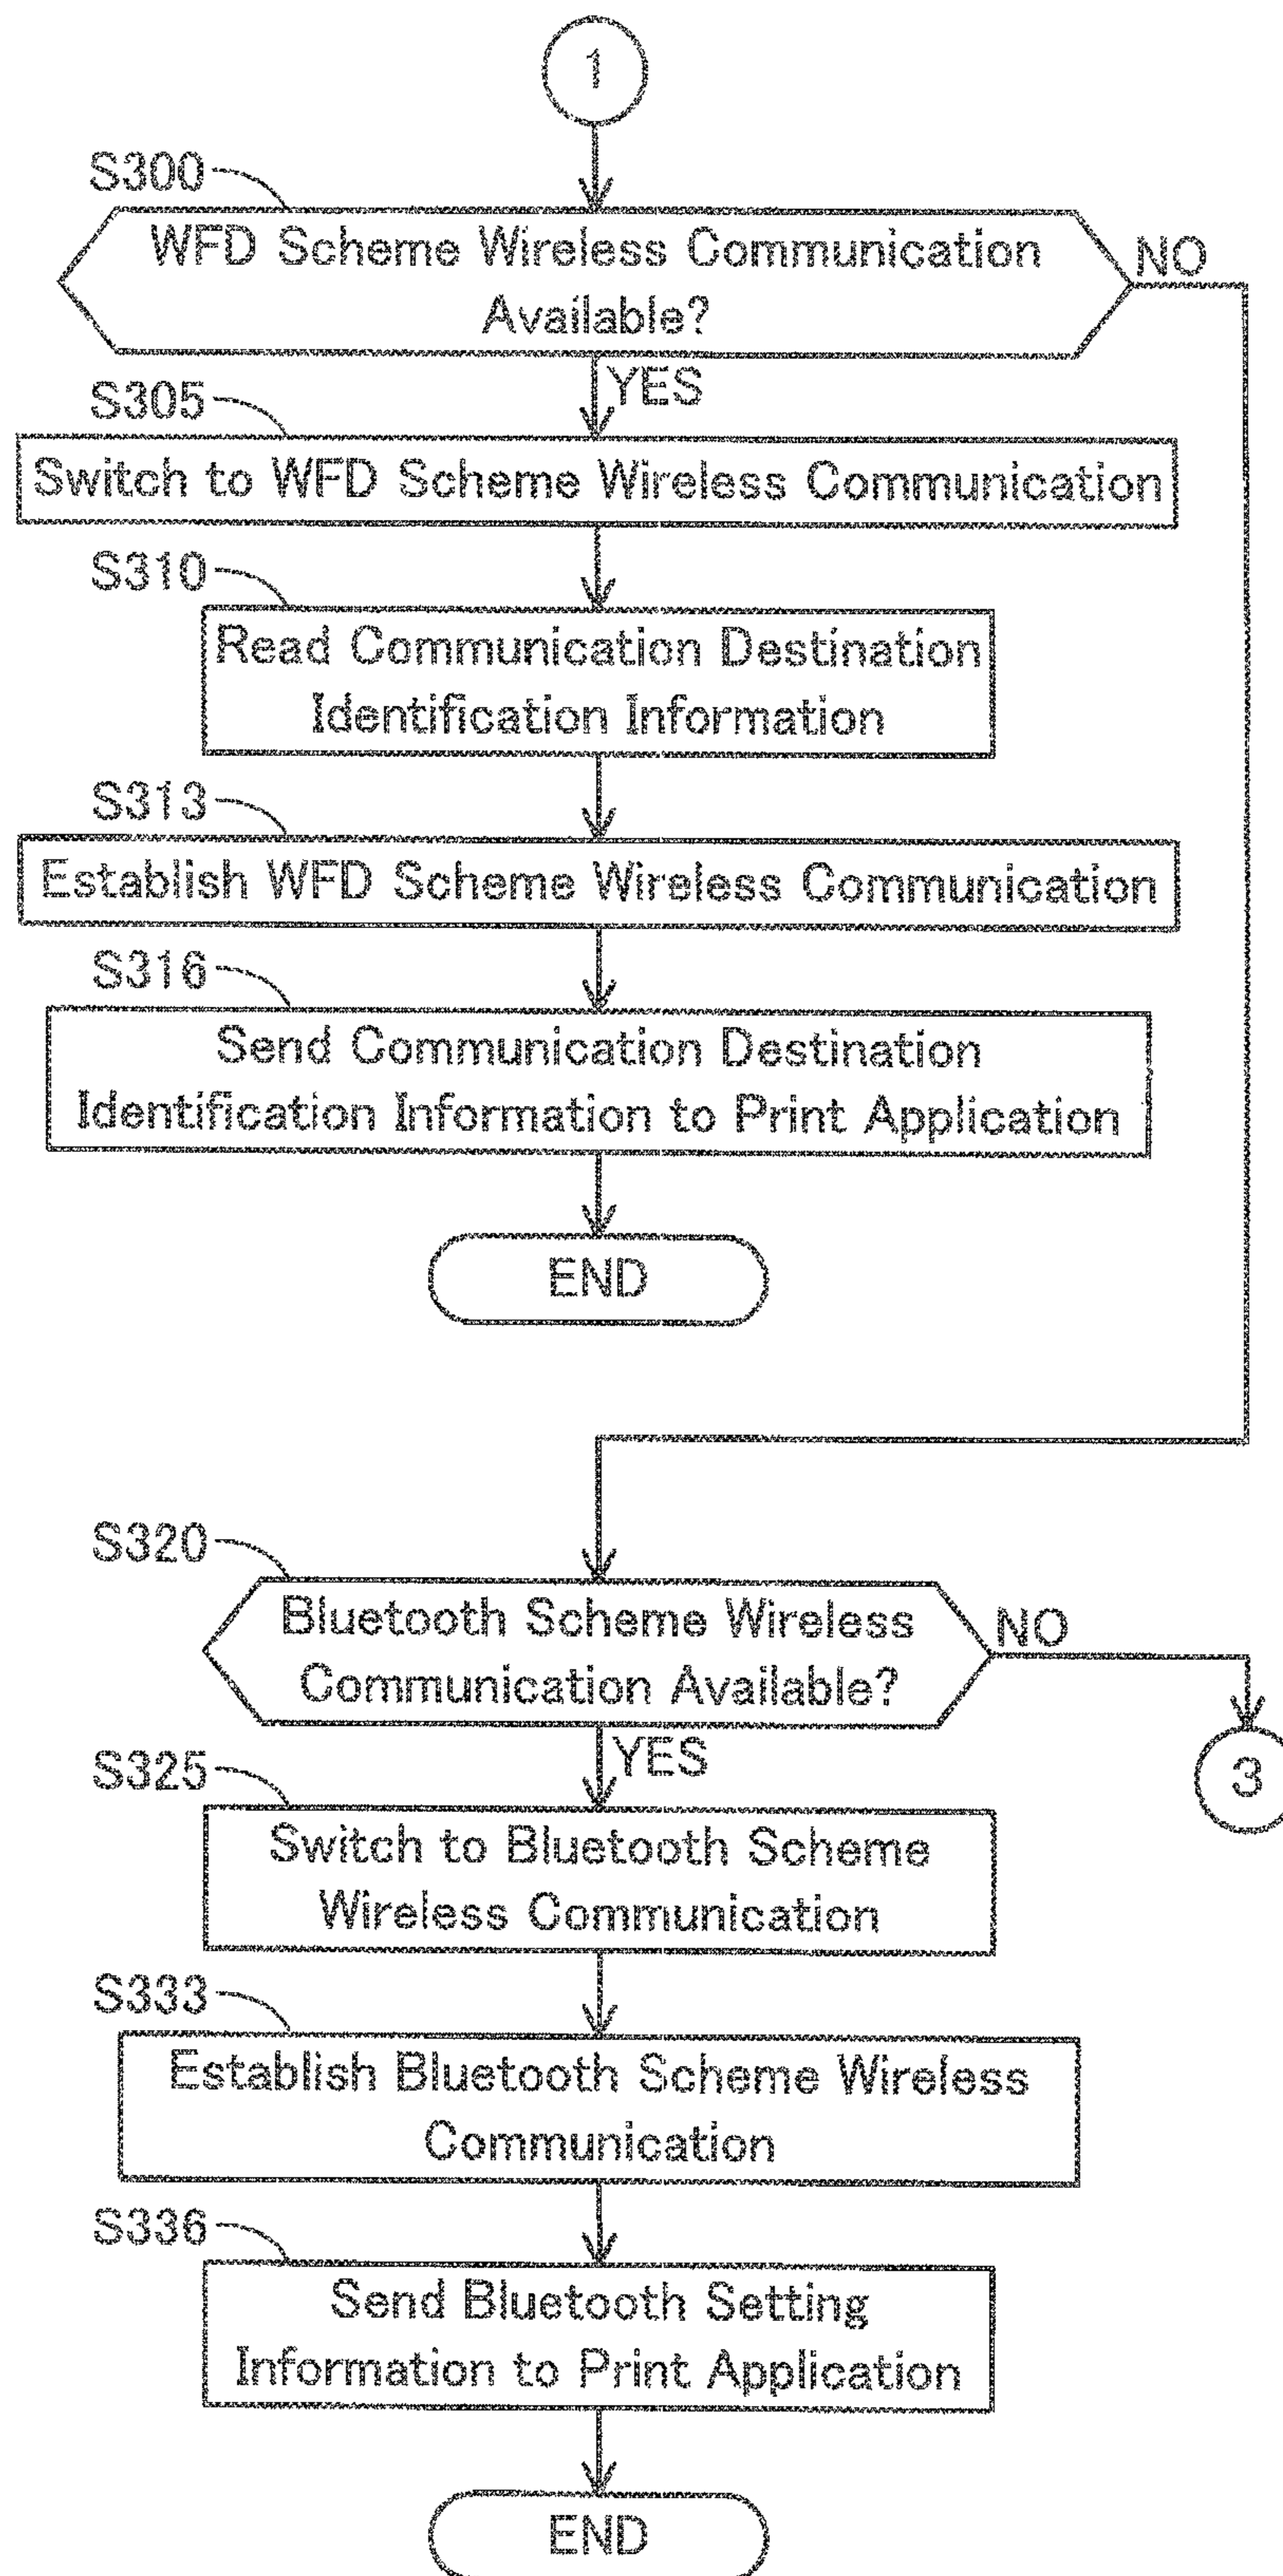 1
S300
WFD Scheme Wireless Communication
Available?
NO
YES
S305
Switch to WFD Scheme Wireless Communication
S310
Read Communication Destination
Identification Information
S313
Establish WFD Scheme Wireless Communication
S316
Send Communication Destination
Identification Information to Print Application
END
S320
Bluetooth Scheme Wireless
Communication Available?
NO
YES
3
S325
Switch to Bluetooth Scheme
Wireless Communication
S333
Establish Bluetooth Scheme Wireless
Communication
S336
Send Bluetooth Setting
Information to Print Application
END